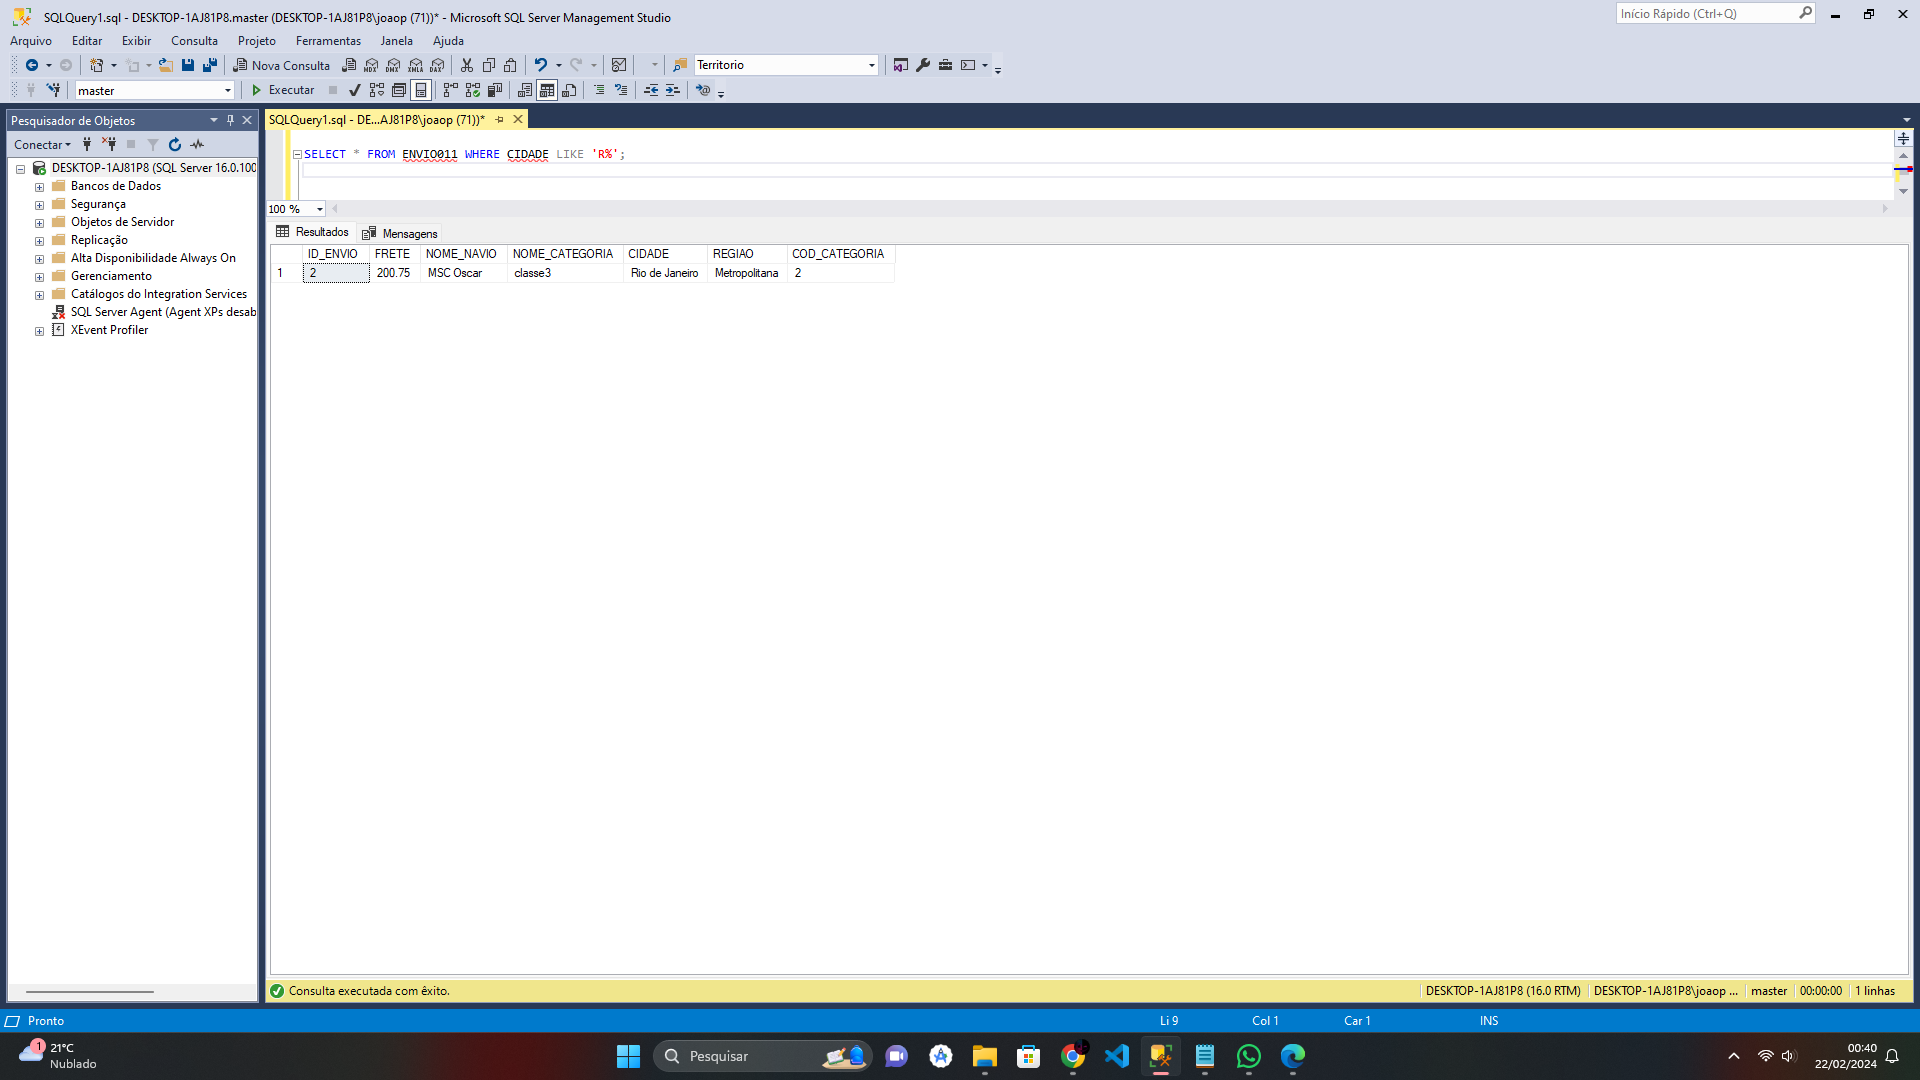 SQLQuery1.sql - DESKTOP-1AJ81P8.master (DESKTOP-1AJ81P8\joaop (71))* - Microsoft SQL Server Management Studio
Início Rápido (Ctrl+Q)
Arquivo Editar Exibir Consulta Projeto Ferramentas Janela Ajuda
Nova Consulta
MDX DMX XMLA DAX
Territorio
master
Executar
Pesquisador de Objetos
SQLQuery1.sql - DE...AJ81P8\joaop (71))*
Conectar
DESKTOP-1AJ81P8 (SQL Server 16.0.100
Bancos de Dados
Segurança
Objetos de Servidor
Replicação
Alta Disponibilidade Always On
Gerenciamento
Catálogos do Integration Services
SQL Server Agent (Agent XPs desab
XEvent Profiler
SELECT * FROM ENVIO011 WHERE CIDADE LIKE 'R%';
100 %
Resultados Mensagens
ID_ENVIO FRETE NOME_NAVIO NOME_CATEGORIA CIDADE REGIAO COD_CATEGORIA
1 2 200.75 MSC Oscar classe3 Rio de Janeiro Metropolitana 2
Consulta executada com êxito.
DESKTOP-1AJ81P8 (16.0 RTM) DESKTOP-1AJ81P8\joaop ... master 00:00:00 1 linhas
Pronto
Li 9 Col 1 Car 1 INS
1
21°C
Nublado
Pesquisar
00:40
22/02/2024